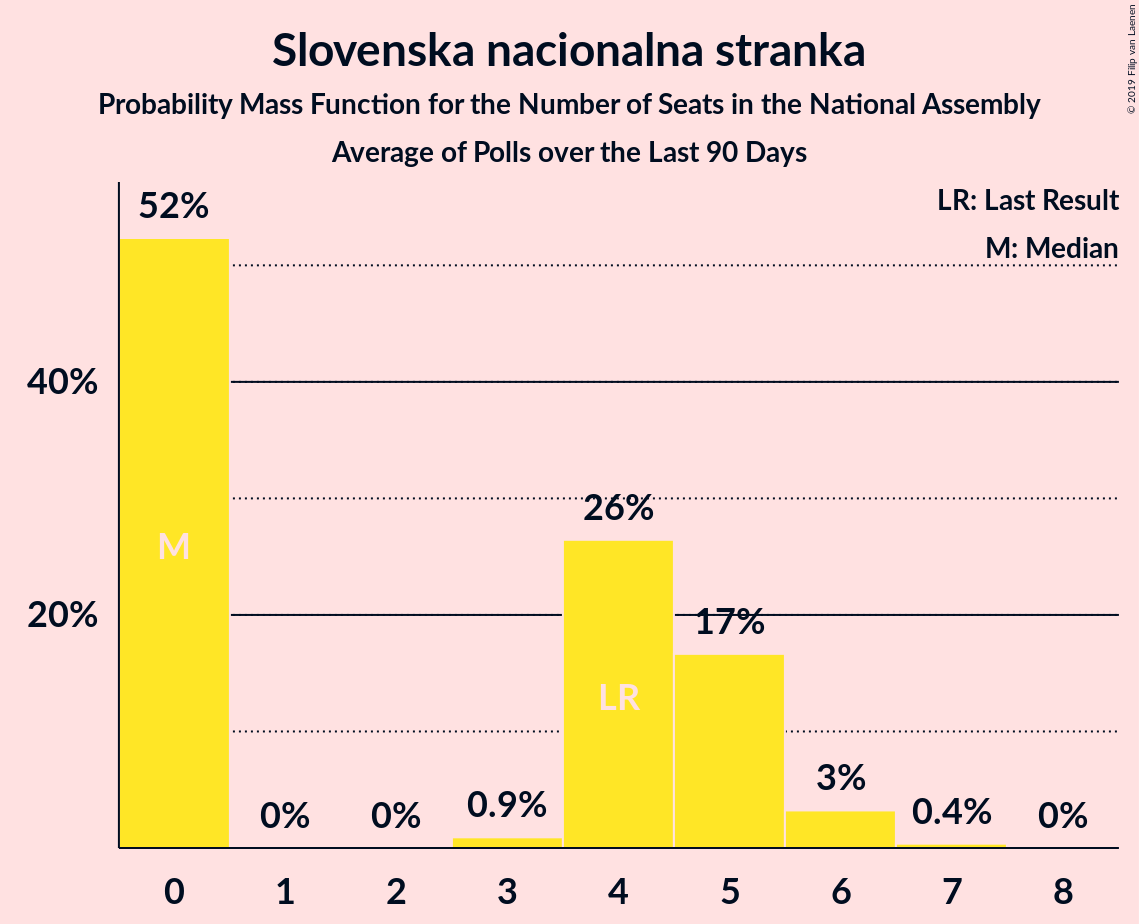 Slovenska nacionalna stranka
Probability Mass Function for the Number of Seats in the National Assembly
Average of Polls over the Last 90 Days
© 2019 Filip van Laenen
LR: Last Result
M: Median
52%
40%
26%
M
20%
17%
LR
3%
0% 0% 0.9% 0.4% 0%
0 1 2 3 4 5 6 7 8